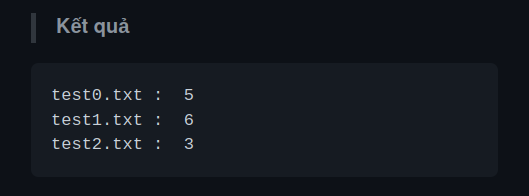 Kết quả
test0.txt :  5
test1.txt :  6
test2.txt :  3